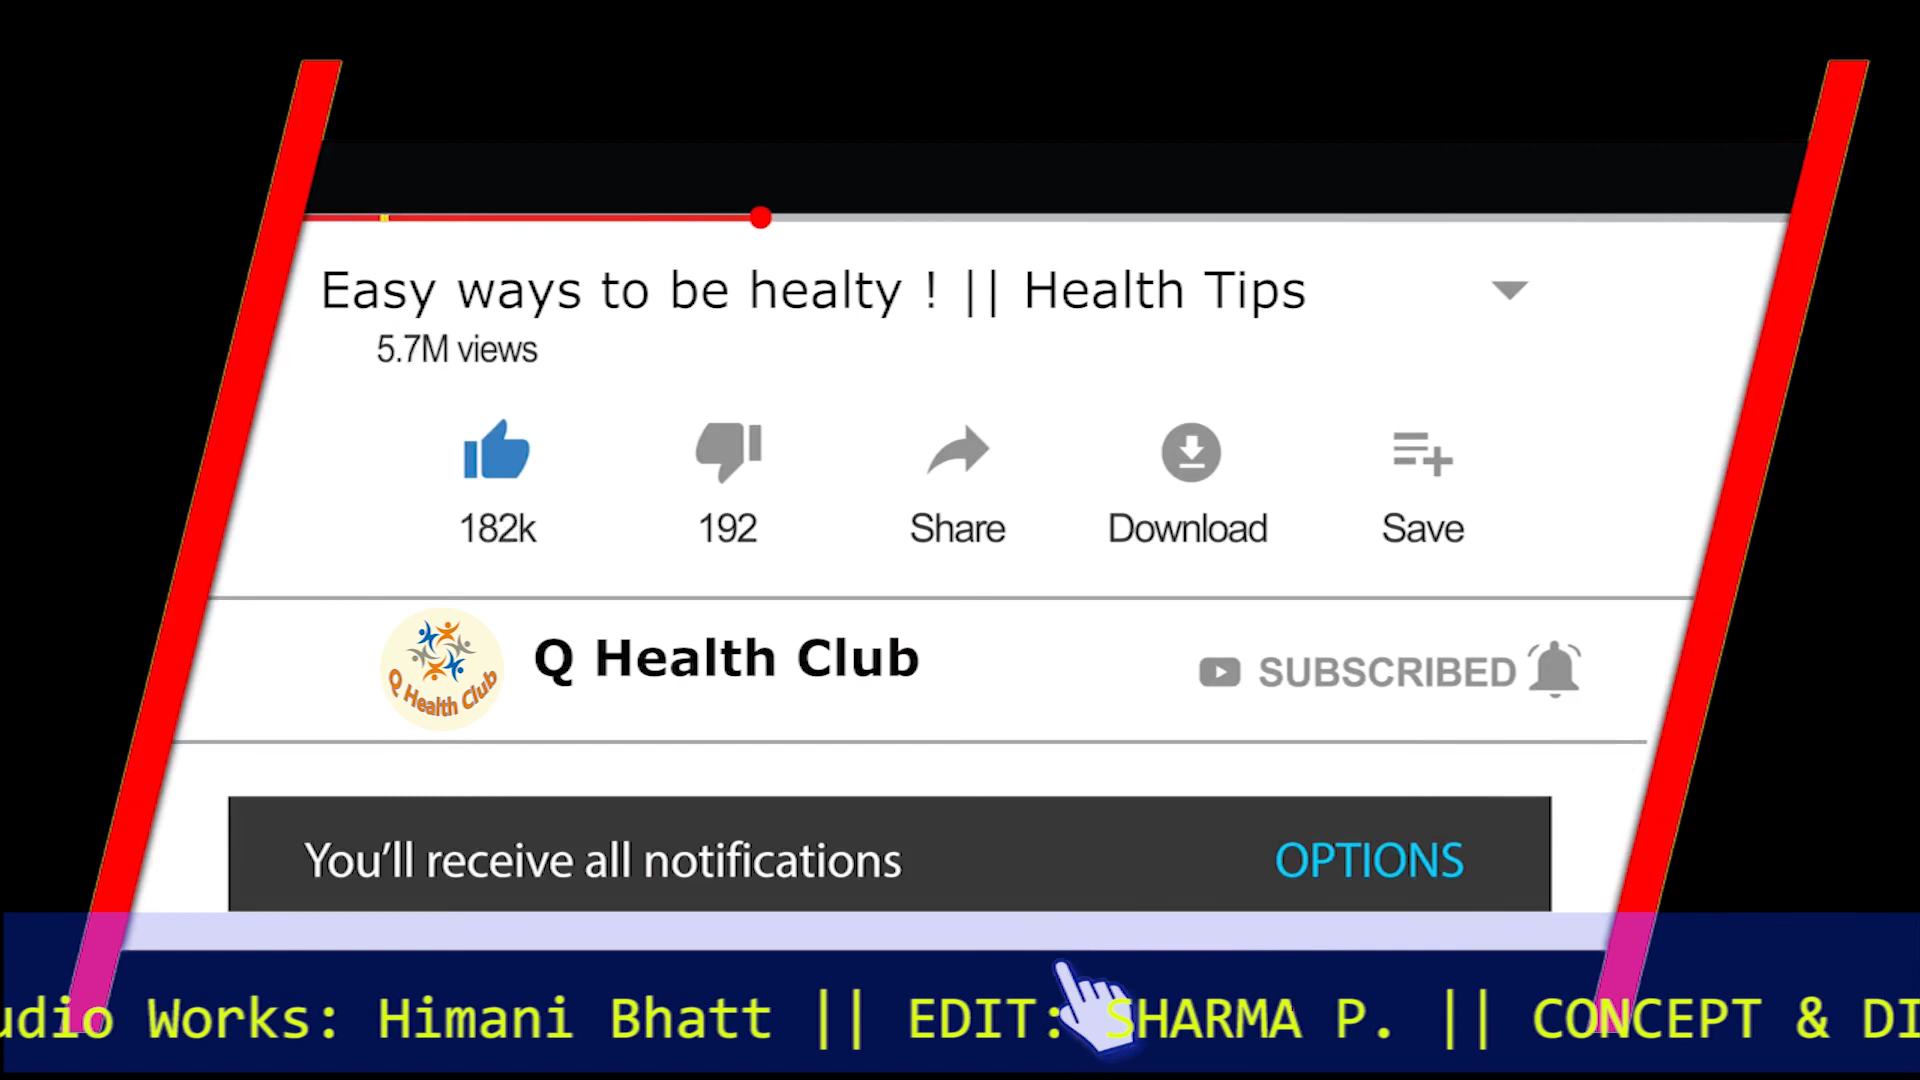 Easy ways to be healty ! || Health Tips
5.7M views
182k 192 Share Download Save
Q Health Club
Q Health Club SUBSCRIBED
You'll receive all notifications OPTIONS
udio Works: Himani Bhatt || EDIT: SHARMA P. || CONCEPT & DI